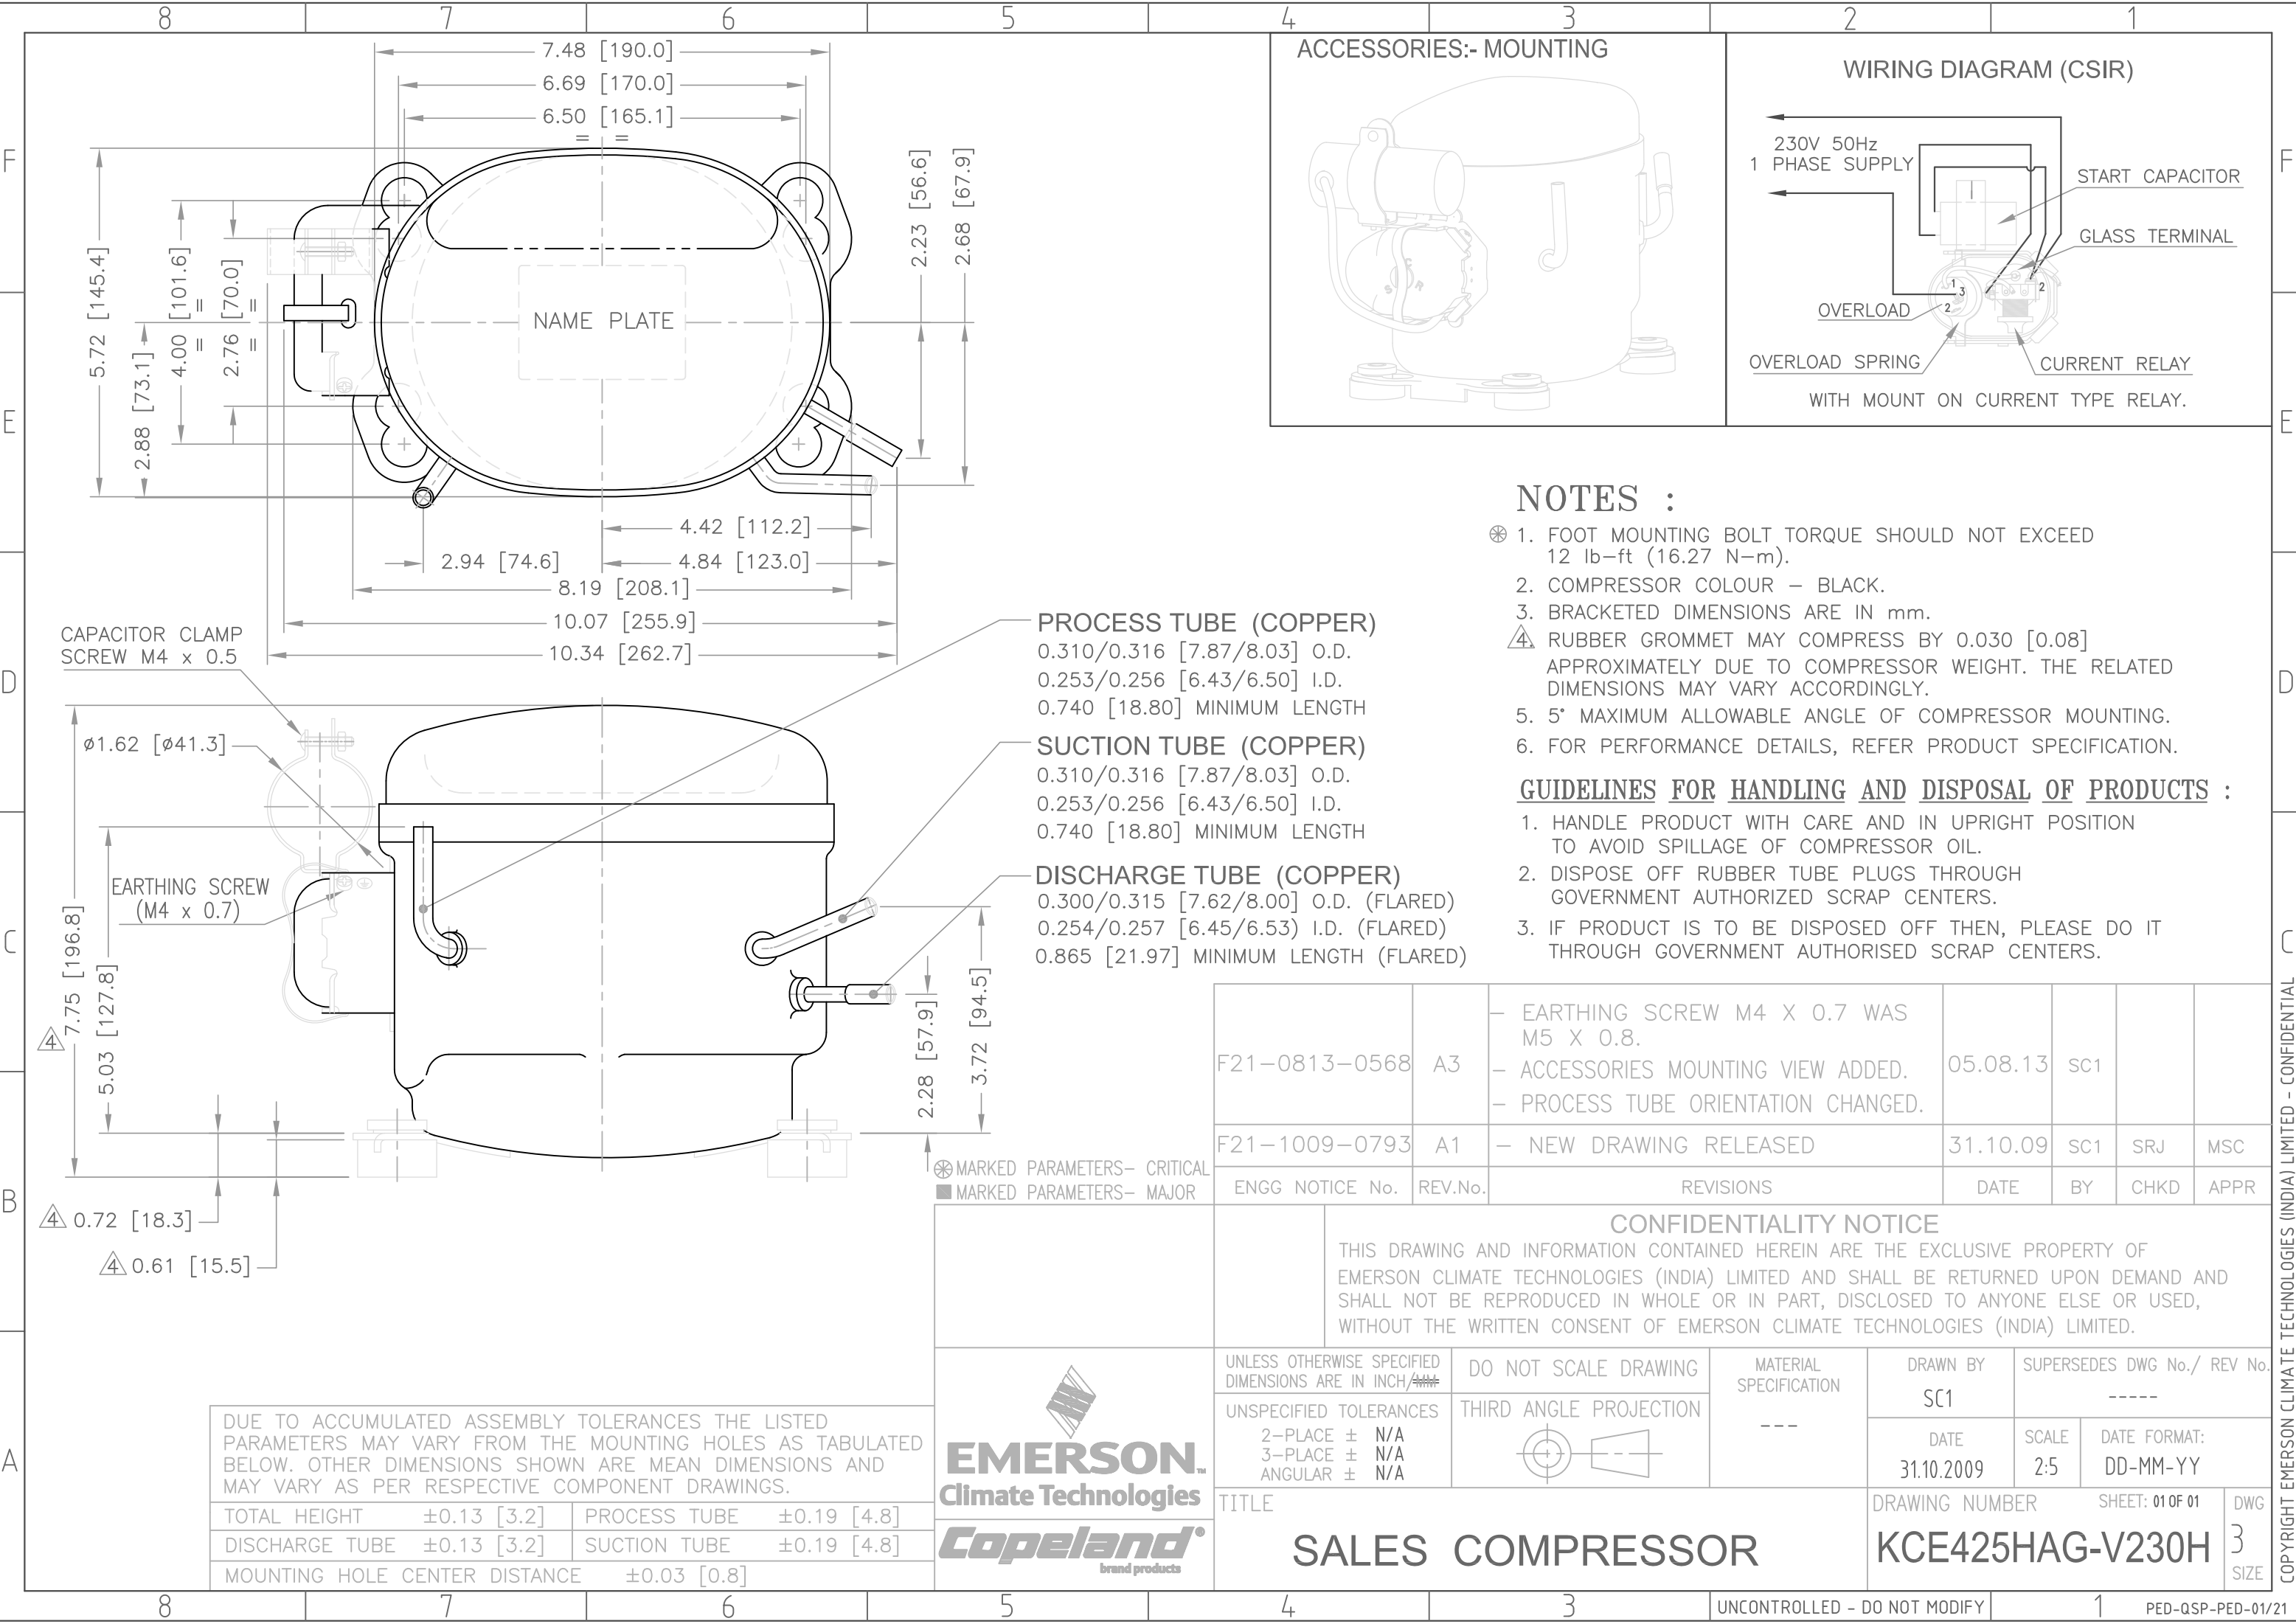 8 7 6 5 4 3 2 1
F
E
D
C
B
A
7.48 [190.0]
6.69 [170.0]
6.50 [165.1]
= =
5.72 [145.4]
2.88 [73.1]
4.00 [101.6]
= =
2.76 [70.0]
= =
NAME PLATE
2.23 [56.6]
2.68 [67.9]
4.42 [112.2]
2.94 [74.6]
4.84 [123.0]
8.19 [208.1]
10.07 [255.9]
10.34 [262.7]
CAPACITOR CLAMP
SCREW M4 x 0.5
ø1.62 [ø41.3]
EARTHING SCREW
(M4 x 0.7)
4 7.75 [196.8]
5.03 [127.8]
2.28 [57.9]
3.72 [94.5]
4 0.72 [18.3]
4 0.61 [15.5]
PROCESS TUBE (COPPER)
0.310/0.316 [7.87/8.03] O.D.
0.253/0.256 [6.43/6.50] I.D.
0.740 [18.80] MINIMUM LENGTH
SUCTION TUBE (COPPER)
0.310/0.316 [7.87/8.03] O.D.
0.253/0.256 [6.43/6.50] I.D.
0.740 [18.80] MINIMUM LENGTH
DISCHARGE TUBE (COPPER)
0.300/0.315 [7.62/8.00] O.D. (FLARED)
0.254/0.257 [6.45/6.53) I.D. (FLARED)
0.865 [21.97] MINIMUM LENGTH (FLARED)
ACCESSORIES:- MOUNTING
C
S R
WIRING DIAGRAM (CSIR)
230V 50Hz
1 PHASE SUPPLY
START CAPACITOR
GLASS TERMINAL
1
3
2
2
OVERLOAD
OVERLOAD SPRING
CURRENT RELAY
WITH MOUNT ON CURRENT TYPE RELAY.
NOTES :
1. FOOT MOUNTING BOLT TORQUE SHOULD NOT EXCEED
12 lb-ft (16.27 N-m).
2. COMPRESSOR COLOUR - BLACK.
3. BRACKETED DIMENSIONS ARE IN mm.
4. RUBBER GROMMET MAY COMPRESS BY 0.030 [0.08]
APPROXIMATELY DUE TO COMPRESSOR WEIGHT. THE RELATED
DIMENSIONS MAY VARY ACCORDINGLY.
5. 5° MAXIMUM ALLOWABLE ANGLE OF COMPRESSOR MOUNTING.
6. FOR PERFORMANCE DETAILS, REFER PRODUCT SPECIFICATION.
GUIDELINES FOR HANDLING AND DISPOSAL OF PRODUCTS :
1. HANDLE PRODUCT WITH CARE AND IN UPRIGHT POSITION
TO AVOID SPILLAGE OF COMPRESSOR OIL.
2. DISPOSE OFF RUBBER TUBE PLUGS THROUGH
GOVERNMENT AUTHORIZED SCRAP CENTERS.
3. IF PRODUCT IS TO BE DISPOSED OFF THEN, PLEASE DO IT
THROUGH GOVERNMENT AUTHORISED SCRAP CENTERS.
F21-0813-0568 A3 - EARTHING SCREW M4 X 0.7 WAS
M5 X 0.8.
- ACCESSORIES MOUNTING VIEW ADDED.
- PROCESS TUBE ORIENTATION CHANGED. 05.08.13 SC1
F21-1009-0793 A1 - NEW DRAWING RELEASED 31.10.09 SC1 SRJ MSC
ENGG NOTICE No. REV.No. REVISIONS DATE BY CHKD APPR
MARKED PARAMETERS- CRITICAL
MARKED PARAMETERS- MAJOR
CONFIDENTIALITY NOTICE
THIS DRAWING AND INFORMATION CONTAINED HEREIN ARE THE EXCLUSIVE PROPERTY OF
EMERSON CLIMATE TECHNOLOGIES (INDIA) LIMITED AND SHALL BE RETURNED UPON DEMAND AND
SHALL NOT BE REPRODUCED IN WHOLE OR IN PART, DISCLOSED TO ANYONE ELSE OR USED,
WITHOUT THE WRITTEN CONSENT OF EMERSON CLIMATE TECHNOLOGIES (INDIA) LIMITED.
UNLESS OTHERWISE SPECIFIED
DIMENSIONS ARE IN INCH/MM
DO NOT SCALE DRAWING
UNSPECIFIED TOLERANCES
2-PLACE ± N/A
3-PLACE ± N/A
ANGULAR ± N/A
THIRD ANGLE PROJECTION
MATERIAL
SPECIFICATION
---
DRAWN BY
SC1
SUPERSEDES DWG No./ REV No.
-----
DATE
31.10.2009
SCALE
2:5
DATE FORMAT:
DD-MM-YY
TITLE
SALES COMPRESSOR
DRAWING NUMBER
KCE425HAG-V230H
SHEET: 01 OF 01
DWG
3
SIZE
EMERSON™
Climate Technologies
Copeland®
brand products
DUE TO ACCUMULATED ASSEMBLY TOLERANCES THE LISTED
PARAMETERS MAY VARY FROM THE MOUNTING HOLES AS TABULATED
BELOW. OTHER DIMENSIONS SHOWN ARE MEAN DIMENSIONS AND
MAY VARY AS PER RESPECTIVE COMPONENT DRAWINGS.
TOTAL HEIGHT ±0.13 [3.2] PROCESS TUBE ±0.19 [4.8]
DISCHARGE TUBE ±0.13 [3.2] SUCTION TUBE ±0.19 [4.8]
MOUNTING HOLE CENTER DISTANCE ±0.03 [0.8]
COPYRIGHT EMERSON CLIMATE TECHNOLOGIES (INDIA) LIMITED - CONFIDENTIAL
F
E
D
C
8 7 6 5 4 3 1
UNCONTROLLED - DO NOT MODIFY
PED-QSP-PED-01/21